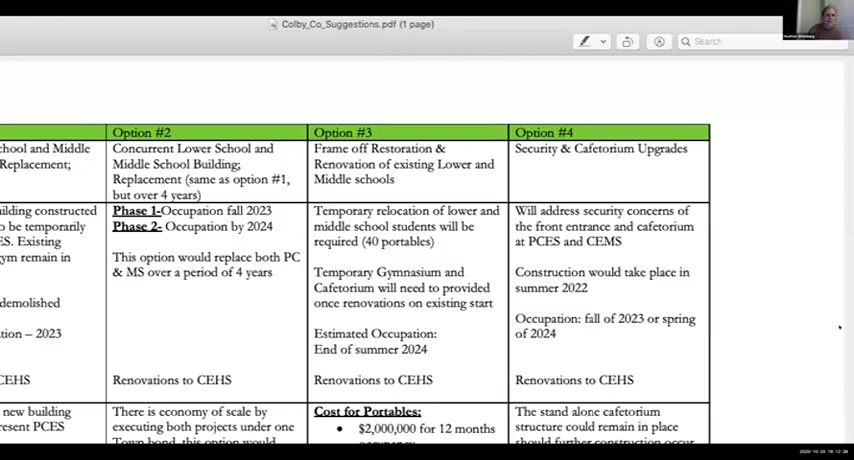 Colby_Co_Suggestions.pdf (1 page)
Search
Option #2
Option #3
Option #4
chool and Middle
Replacement;
Concurrent Lower School and
Middle School Building;
Replacement (same as option #1,
but over 4 years)
Frame off Restoration &
Renovation of existing Lower and
Middle schools
Security & Cafetorium Upgrades
ilding constructed
o be temporarily
ES. Existing
ym remain in
demolished
tion – 2023
CEHS
Phase 1-Occupation fall 2023
Phase 2- Occupation by 2024
This option would replace both PC
& MS over a period of 4 years
Renovations to CEHS
Temporary relocation of lower and
middle school students will be
required (40 portables)
Temporary Gymnasium and
Cafetorium will need to provided
once renovations on existing start
Estimated Occupation:
End of summer 2024
Renovations to CEHS
Will address security concerns of
the front entrance and cafetorium
at PCES and CEMS
Construction would take place in
summer 2022
Occupation: fall of 2023 or spring
of 2024
Renovations to CEHS
new building
resent PCES
There is economy of scale by
executing both projects under one
Town bond, this option would
Cost for Portables:
• $2,000,000 for 12 months
occupancy
The stand alone cafetorium
structure could remain in place
should further construction occur